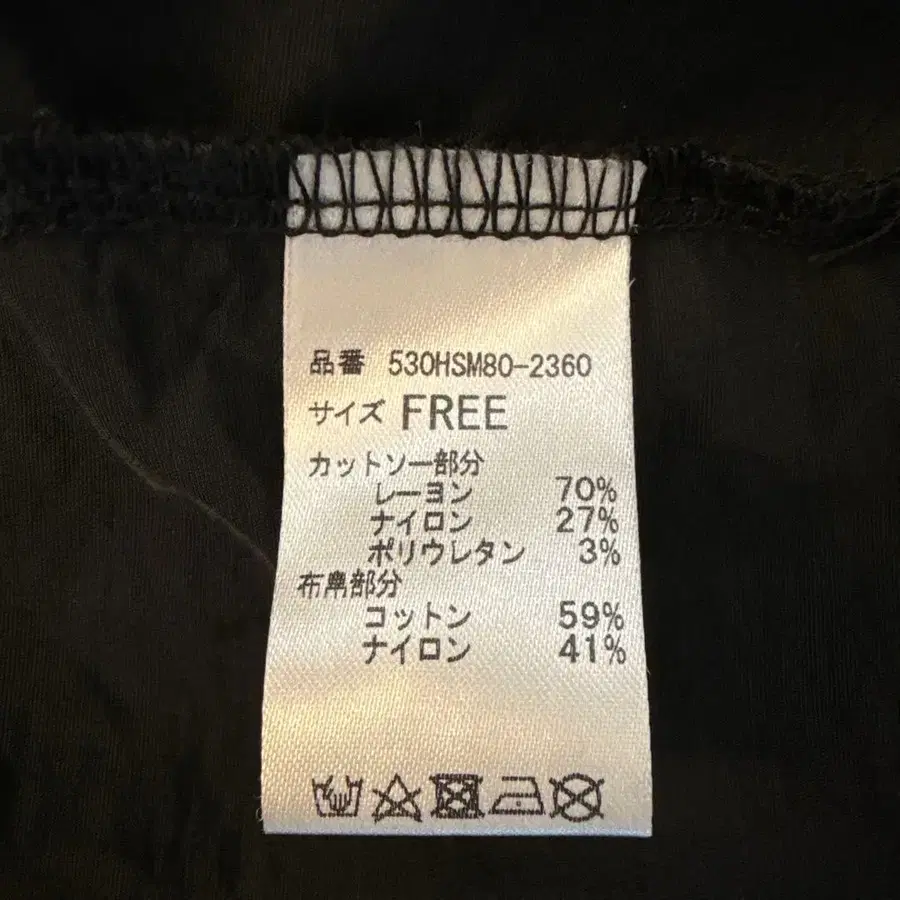 品番 530HSM80-2360
サイズ FREE
カットソー部分
レーヨン 70%
ナイロン 27%
ポリウレタン 3%
布帛部分
コットン 59%
ナイロン 41%